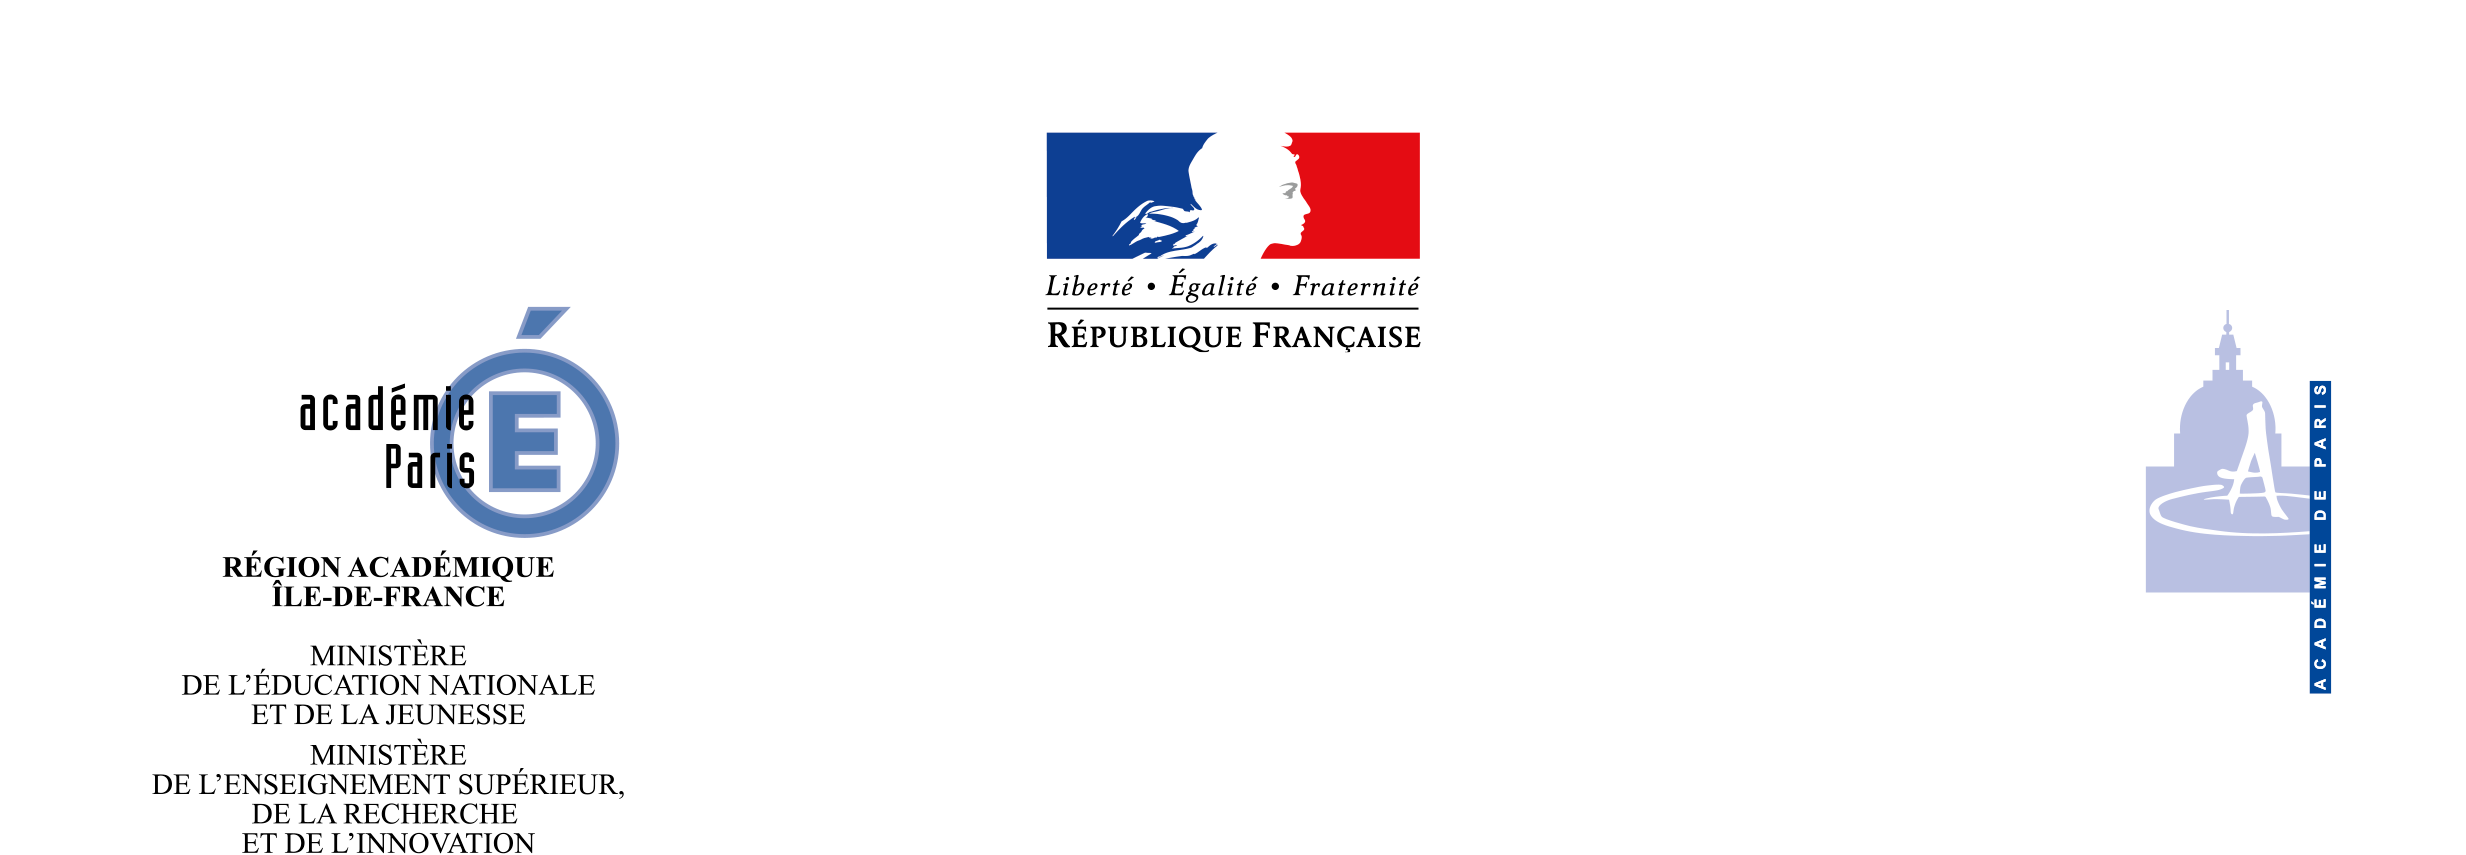 Liberté • Égalité • Fraternité
RÉPUBLIQUE FRANÇAISE
académie
Paris
É
RÉGION ACADÉMIQUE
ÎLE-DE-FRANCE
MINISTÈRE
DE L’ÉDUCATION NATIONALE
ET DE LA JEUNESSE
MINISTÈRE
DE L’ENSEIGNEMENT SUPÉRIEUR,
DE LA RECHERCHE
ET DE L’INNOVATION
A
ACADÉMIE DE PARIS